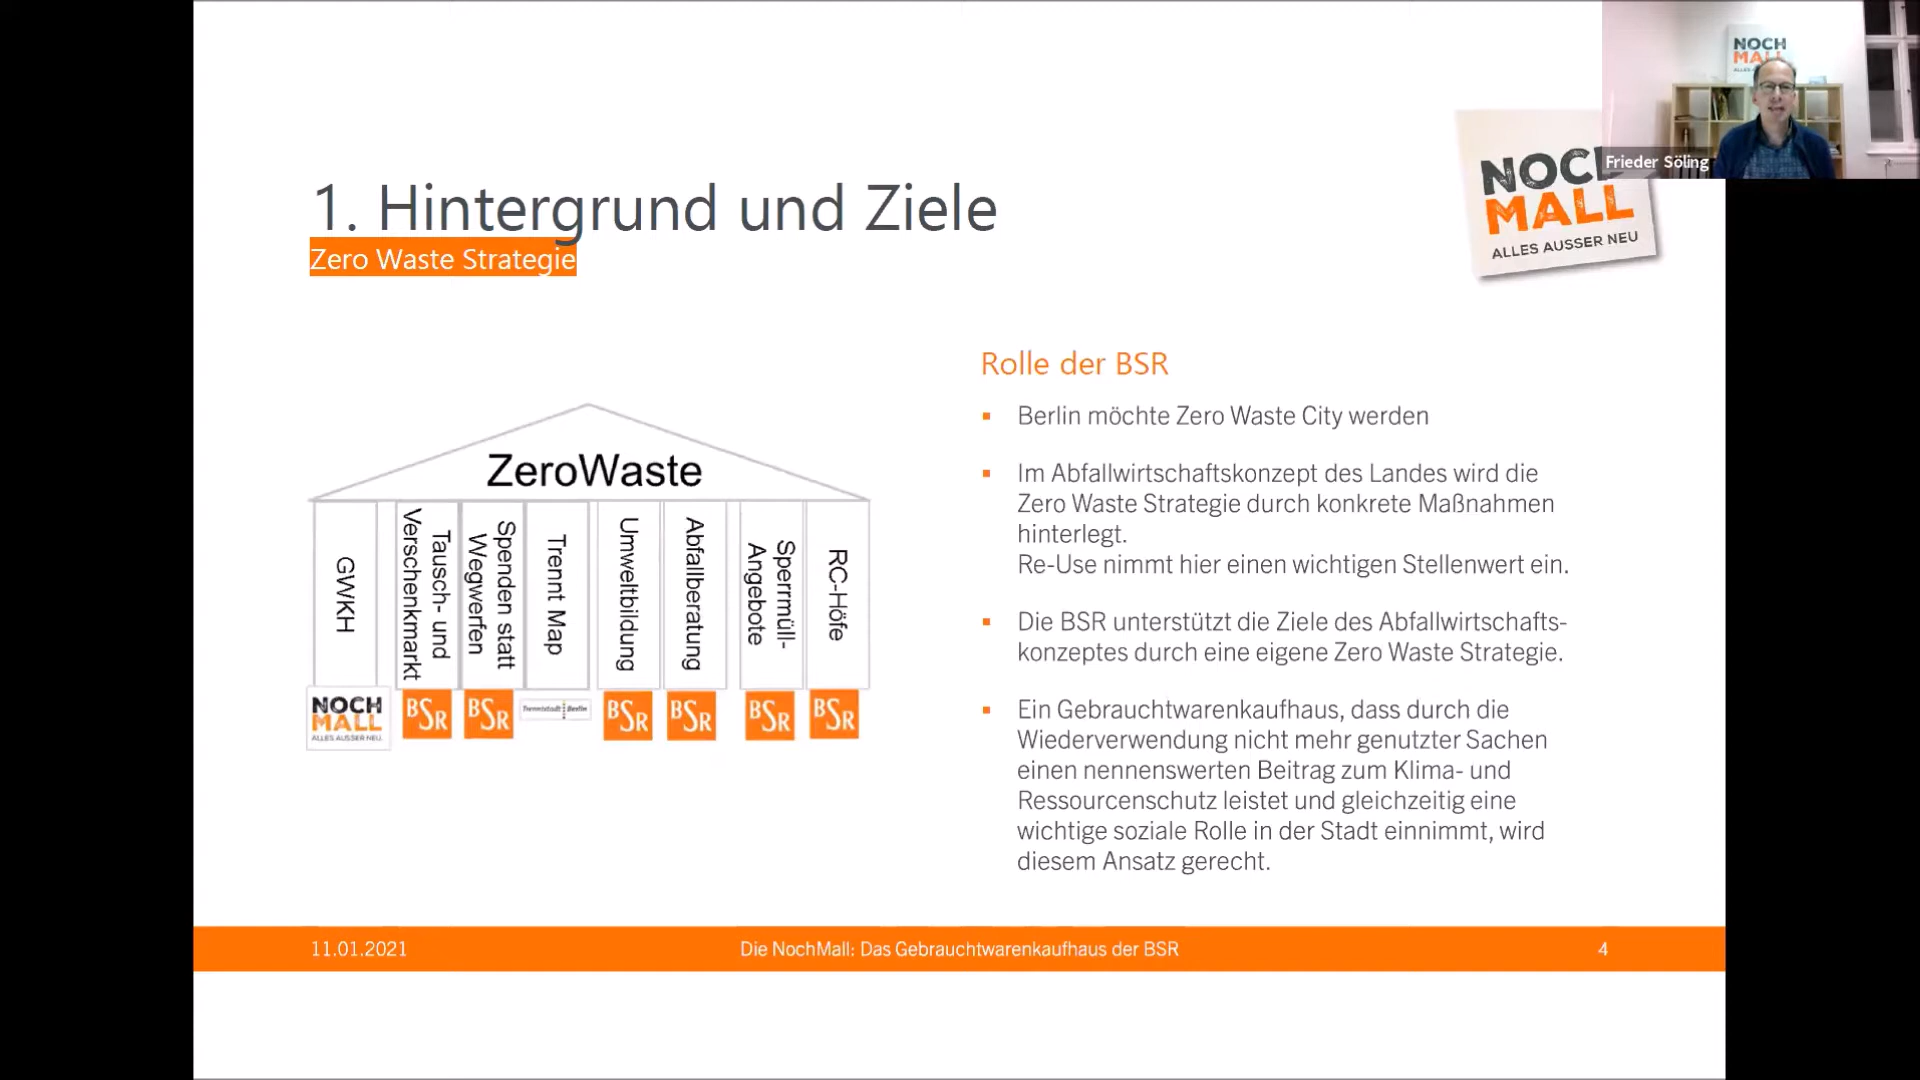 NOCH
MALL
Frieder Söling
NOC
MALL
ALLES AUSSER NEU
1. Hintergrund und Ziele
Zero Waste Strategie
ZeroWaste
GWKH
Tausch- und
Verschenkmarkt
Spenden statt
Wegwerfen
Trennt Map
Umweltbildung
Abfallberatung
Sperrmüll-
Angebote
RC-Höfe
NOCH
MALL
ALLES AUSSER NEU
BSR
BSR
Trenntstadt Berlin
BSR
BSR
BSR
BSR
Rolle der BSR
Berlin möchte Zero Waste City werden
Im Abfallwirtschaftskonzept des Landes wird die
Zero Waste Strategie durch konkrete Maßnahmen
hinterlegt.
Re-Use nimmt hier einen wichtigen Stellenwert ein.
Die BSR unterstützt die Ziele des Abfallwirtschafts-
konzeptes durch eine eigene Zero Waste Strategie.
Ein Gebrauchtwarenkaufhaus, dass durch die
Wiederverwendung nicht mehr genutzter Sachen
einen nennenswerten Beitrag zum Klima- und
Ressourcenschutz leistet und gleichzeitig eine
wichtige soziale Rolle in der Stadt einnimmt, wird
diesem Ansatz gerecht.
11.01.2021
Die NochMall: Das Gebrauchtwarenkaufhaus der BSR
4